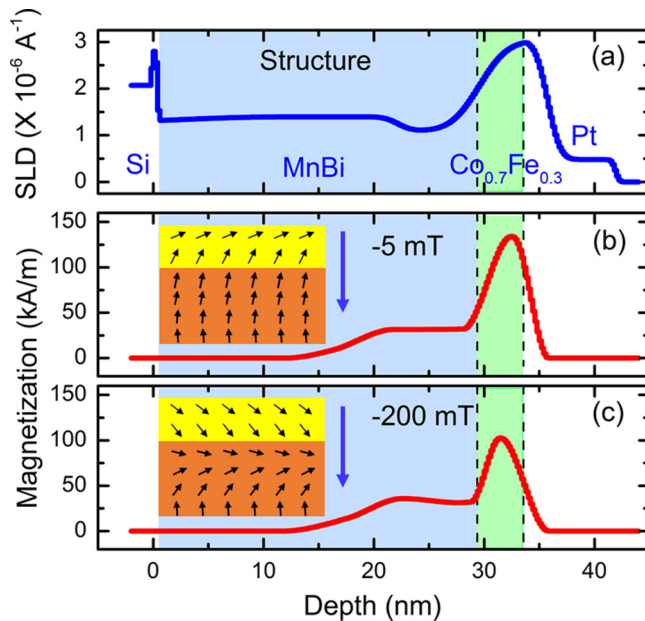 3
2
1
0
SLD (X 10⁻⁶ A⁻¹)
Structure
(a)
Si
MnBi
Co₀.₇Fe₀.₃
Pt
150
100
50
0
Magnetization (kA/m)
-5 mT
(b)
150
100
50
0
-200 mT
(c)
0
10
20
30
40
Depth (nm)